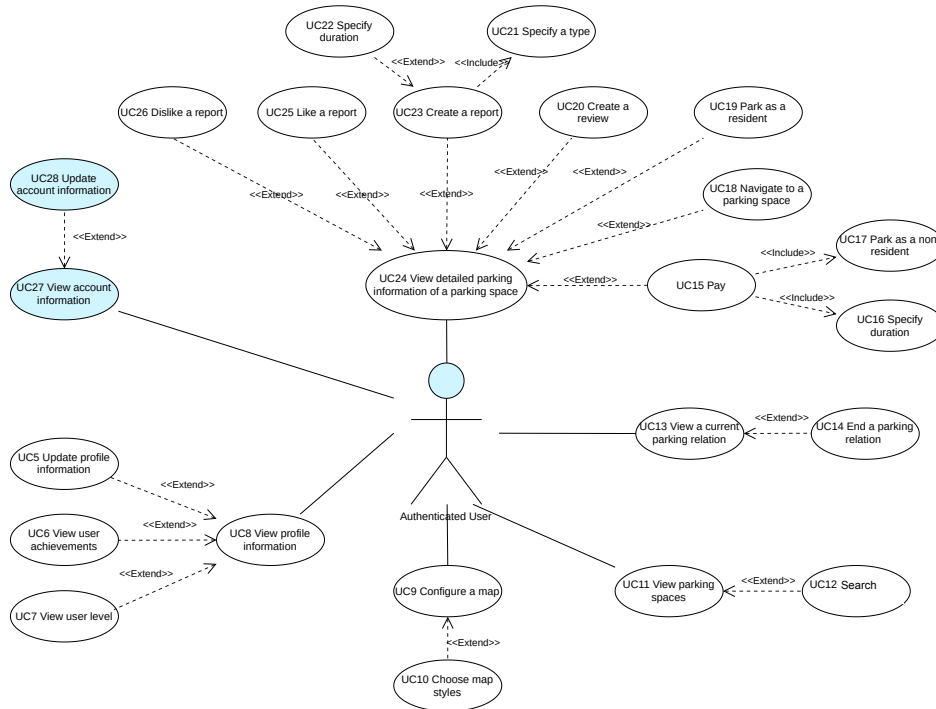 UC22 Specify
duration
UC21 Specify a type
<<Extend>>
<<Include>>
UC26 Dislike a report
UC25 Like a report
UC23 Create a report
UC20 Create a
review
UC19 Park as a
resident
UC28 Update
account information
<<Extend>>
<<Extend>>
<<Extend>>
<<Extend>>
<<Extend>>
UC18 Navigate to a
parking space
<<Extend>>
<<Extend>>
UC17 Park as a non
resident
<<Include>>
UC27 View account
information
UC24 View detailed parking
information of a parking space
<<Extend>>
UC15 Pay
<<Include>>
UC16 Specify
duration
UC13 View a current
parking relation
<<Extend>>
UC14 End a parking
relation
UC5 Update profile
information
<<Extend>>
Authenticated User
UC6 View user
achievements
<<Extend>>
UC8 View profile
information
<<Extend>>
UC7 View user level
UC9 Configure a map
UC11 View parking
spaces
<<Extend>>
UC12 Search
<<Extend>>
UC10 Choose map
styles